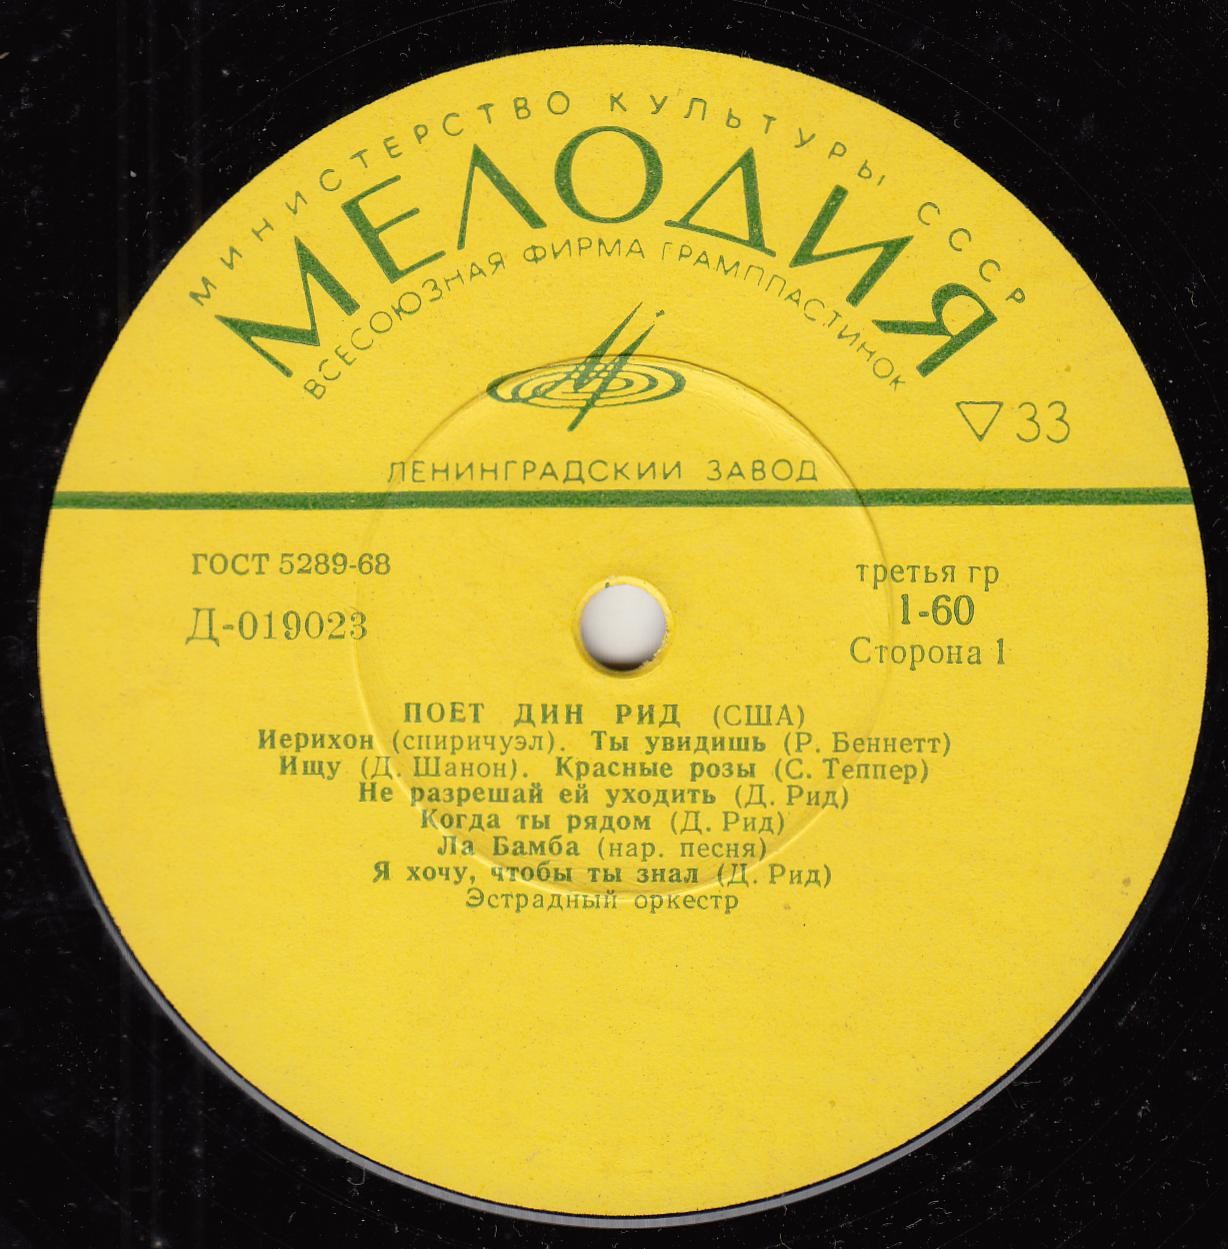 МИНИСТЕРСТВО КУЛЬТУРЫ СССР
МЕЛОДИЯ
ВСЕСОЮЗНАЯ ФИРМА ГРАМПЛАСТИНОК
33
ЛЕНИНГРАДСКИЙ ЗАВОД
ГОСТ 5289-68
третья гр
Д-019023
1-60
Сторона 1
ПОЕТ ДИН РИД (США)
Иерихон (спиричуэл). Ты увидишь (Р. Беннетт)
Ищу (Д. Шанон). Красные розы (С. Теппер)
Не разрешай ей уходить (Д. Рид)
Когда ты рядом (Д. Рид)
Ла Бамба (нар. песня)
Я хочу, чтобы ты знал (Д. Рид)
Эстрадный оркестр